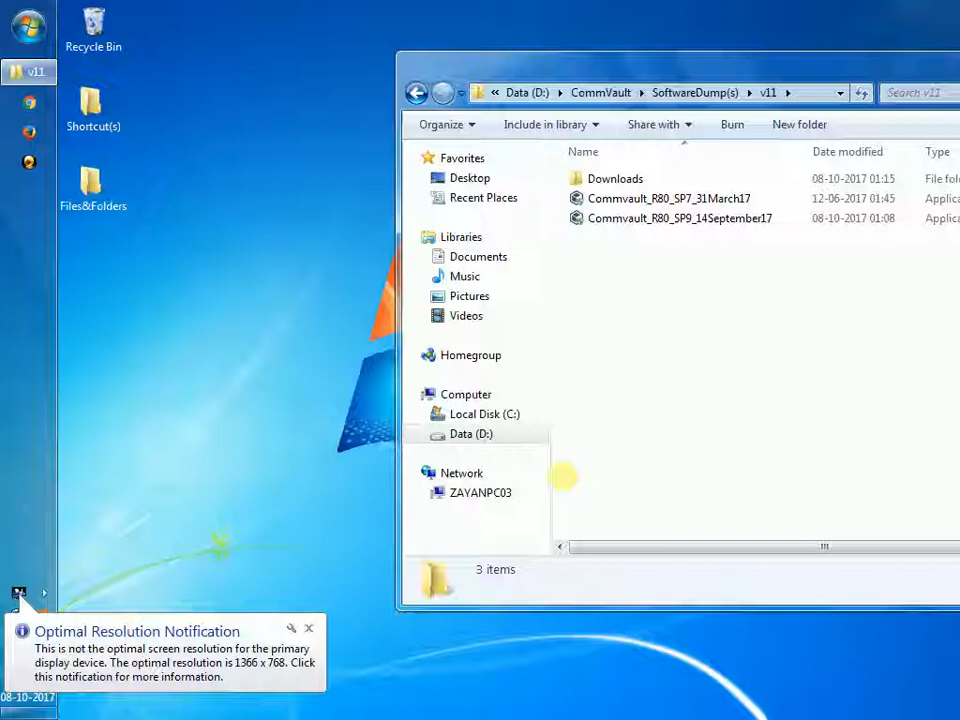 Recycle Bin
v11
Shortcut(s)
Files&Folders
« Data (D:) CommVault SoftwareDump(s) v11
Search v11
Organize Include in library Share with Burn New folder
Name Date modified Type
Favorites
Desktop
Recent Places
Libraries
Documents
Music
Pictures
Videos
Homegroup
Computer
Local Disk (C:)
Data (D:)
Network
ZAYANPC03
Downloads 08-10-2017 01:15 File fol
Commvault_R80_SP7_31March17 12-06-2017 01:45 Applica
Commvault_R80_SP9_14September17 08-10-2017 01:08 Applica
3 items
Optimal Resolution Notification
This is not the optimal screen resolution for the primary
display device. The optimal resolution is 1366 x 768. Click
this notification for more information.
08-10-2017